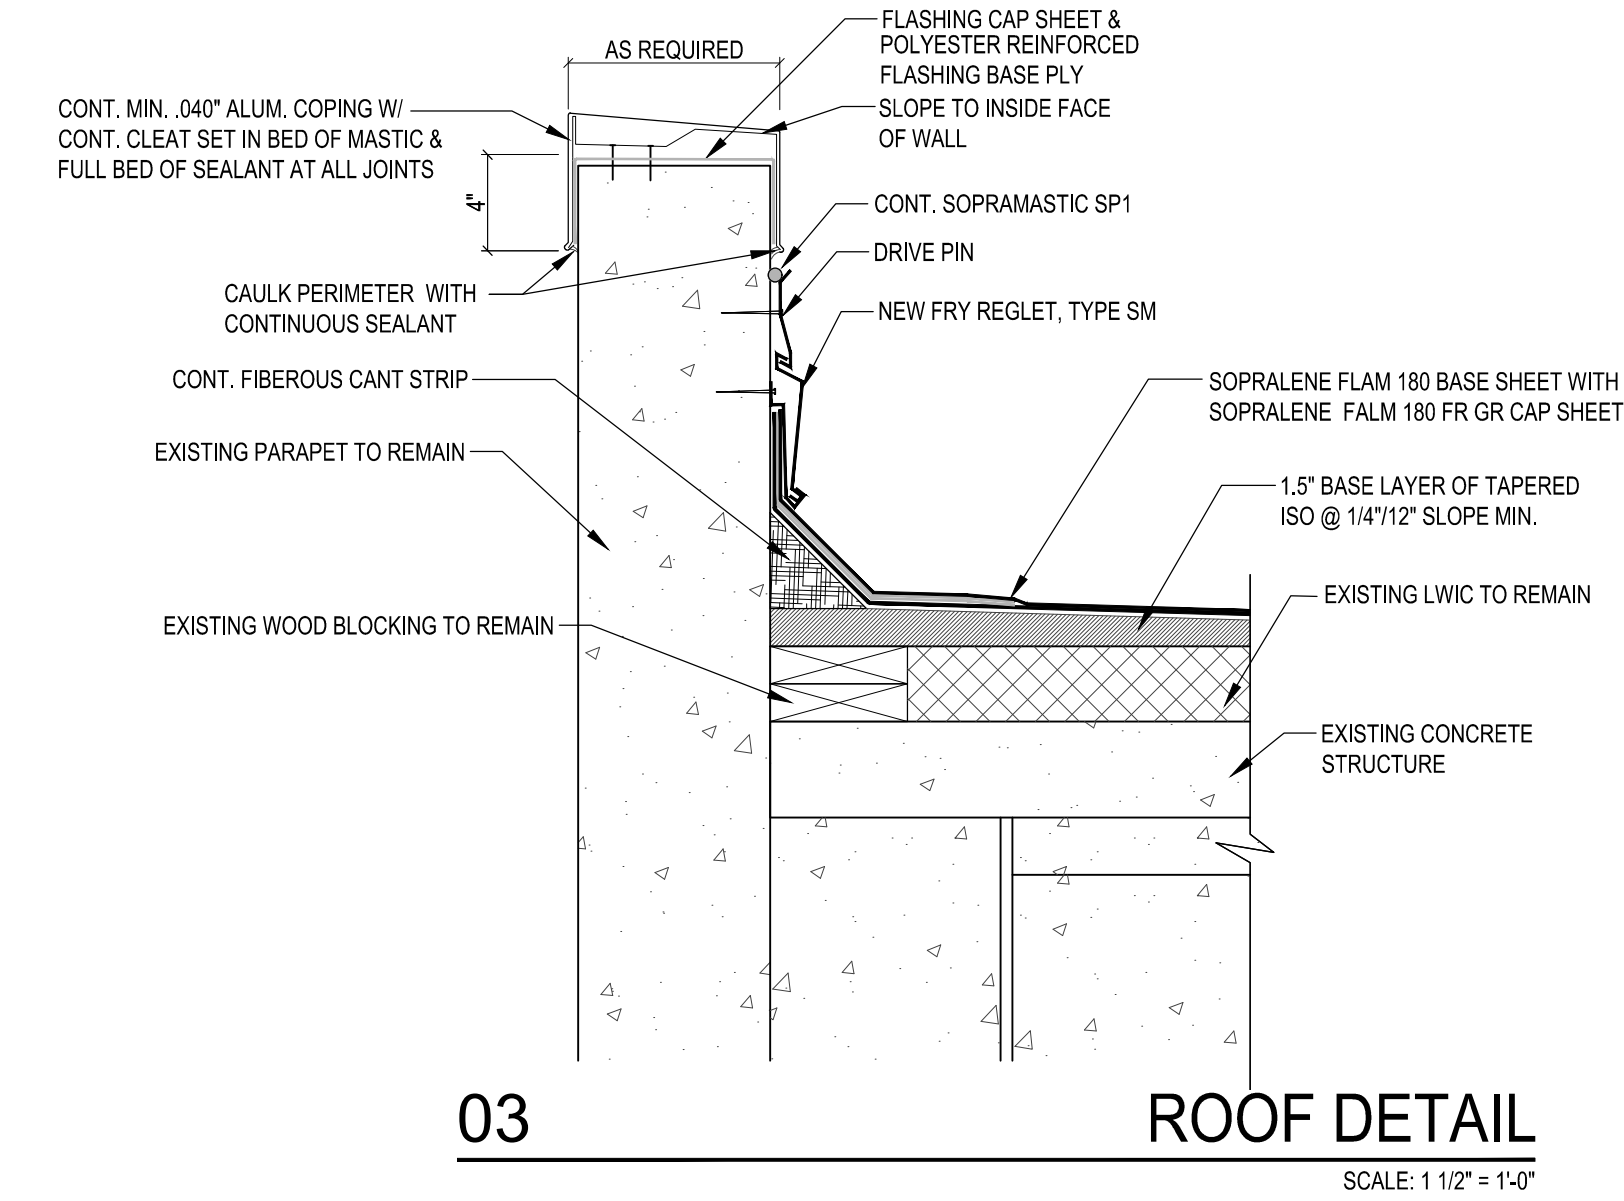 FLASHING CAP SHEET &
POLYESTER REINFORCED
FLASHING BASE PLY
AS REQUIRED
CONT. MIN. .040" ALUM. COPING W/
CONT. CLEAT SET IN BED OF MASTIC &
FULL BED OF SEALANT AT ALL JOINTS
SLOPE TO INSIDE FACE
OF WALL
4"
CONT. SOPRAMASTIC SP1
DRIVE PIN
CAULK PERIMETER WITH
CONTINUOUS SEALANT
NEW FRY REGLET, TYPE SM
CONT. FIBEROUS CANT STRIP
SOPRALENE FLAM 180 BASE SHEET WITH
SOPRALENE FALM 180 FR GR CAP SHEET
EXISTING PARAPET TO REMAIN
1.5" BASE LAYER OF TAPERED
ISO @ 1/4"/12" SLOPE MIN.
EXISTING LWIC TO REMAIN
EXISTING WOOD BLOCKING TO REMAIN
EXISTING CONCRETE
STRUCTURE
03
ROOF DETAIL
SCALE: 1 1/2" = 1'-0"